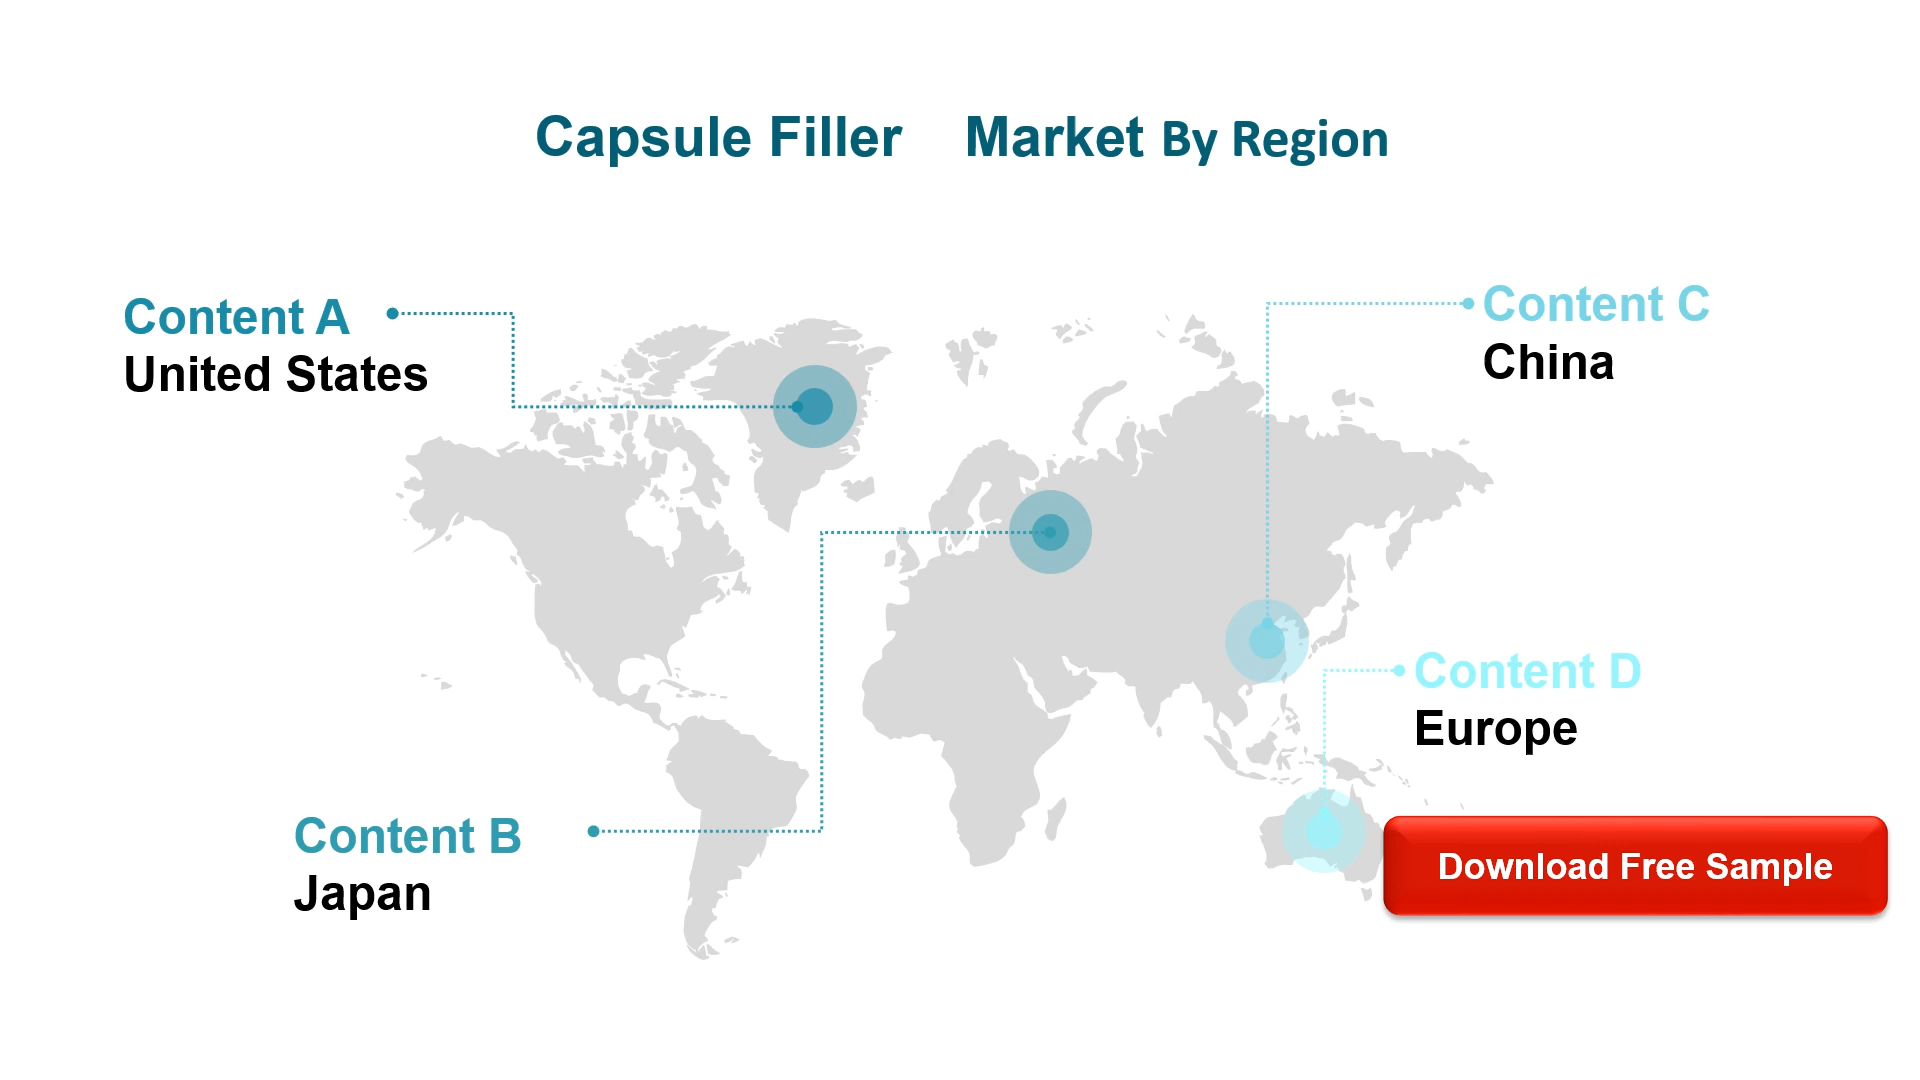 Capsule Filler Market By Region
Content A
United States
Content C
China
Content D
Europe
Content B
Japan
Download Free Sample